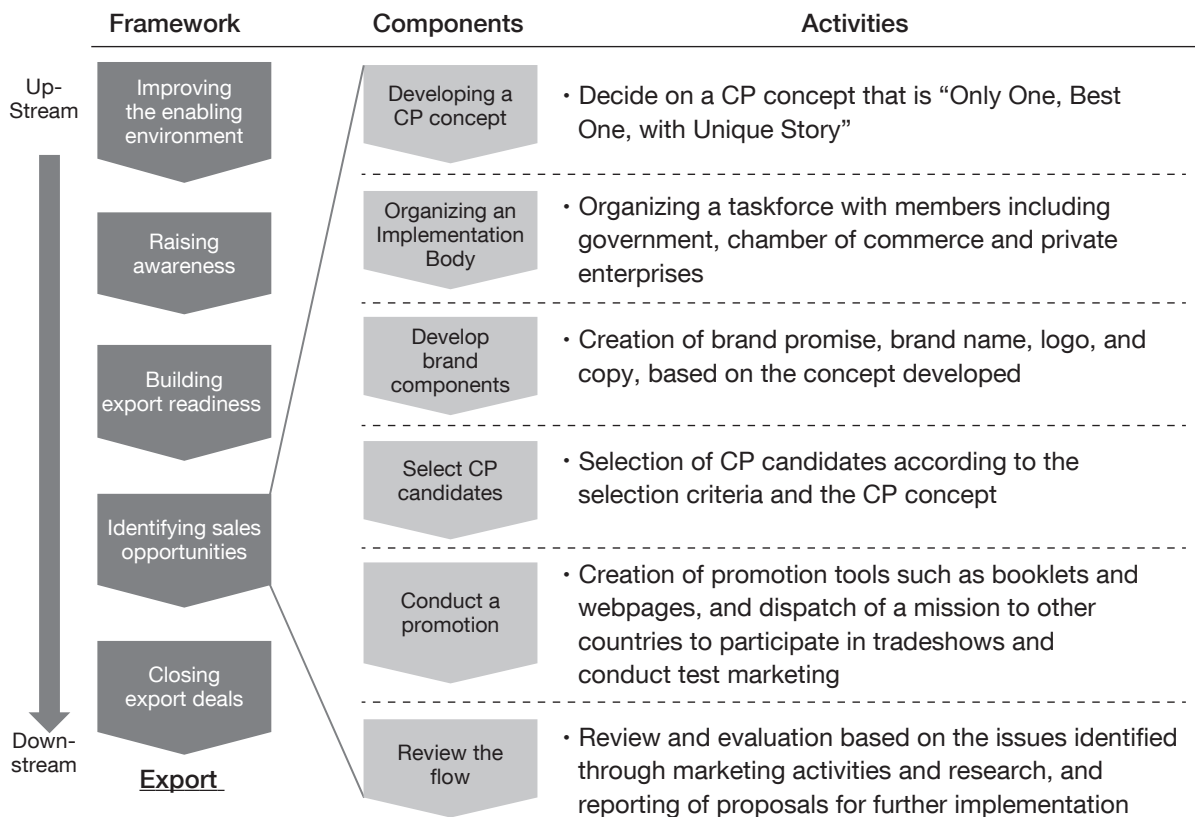 Framework
Components
Activities
Up-
Stream
Down-
stream
Improving
the enabling
environment
Raising
awareness
Building
export readiness
Identifying sales
opportunities
Closing
export deals
Export
Developing a
CP concept
・Decide on a CP concept that is “Only One, Best
One, with Unique Story”
Organizing an
Implementation
Body
・Organizing a taskforce with members including
government, chamber of commerce and private
enterprises
Develop
brand
components
・Creation of brand promise, brand name, logo, and
copy, based on the concept developed
Select CP
candidates
・Selection of CP candidates according to the
selection criteria and the CP concept
Conduct a
promotion
・Creation of promotion tools such as booklets and
webpages, and dispatch of a mission to other
countries to participate in tradeshows and
conduct test marketing
Review the
flow
・Review and evaluation based on the issues identified
through marketing activities and research, and
reporting of proposals for further implementation